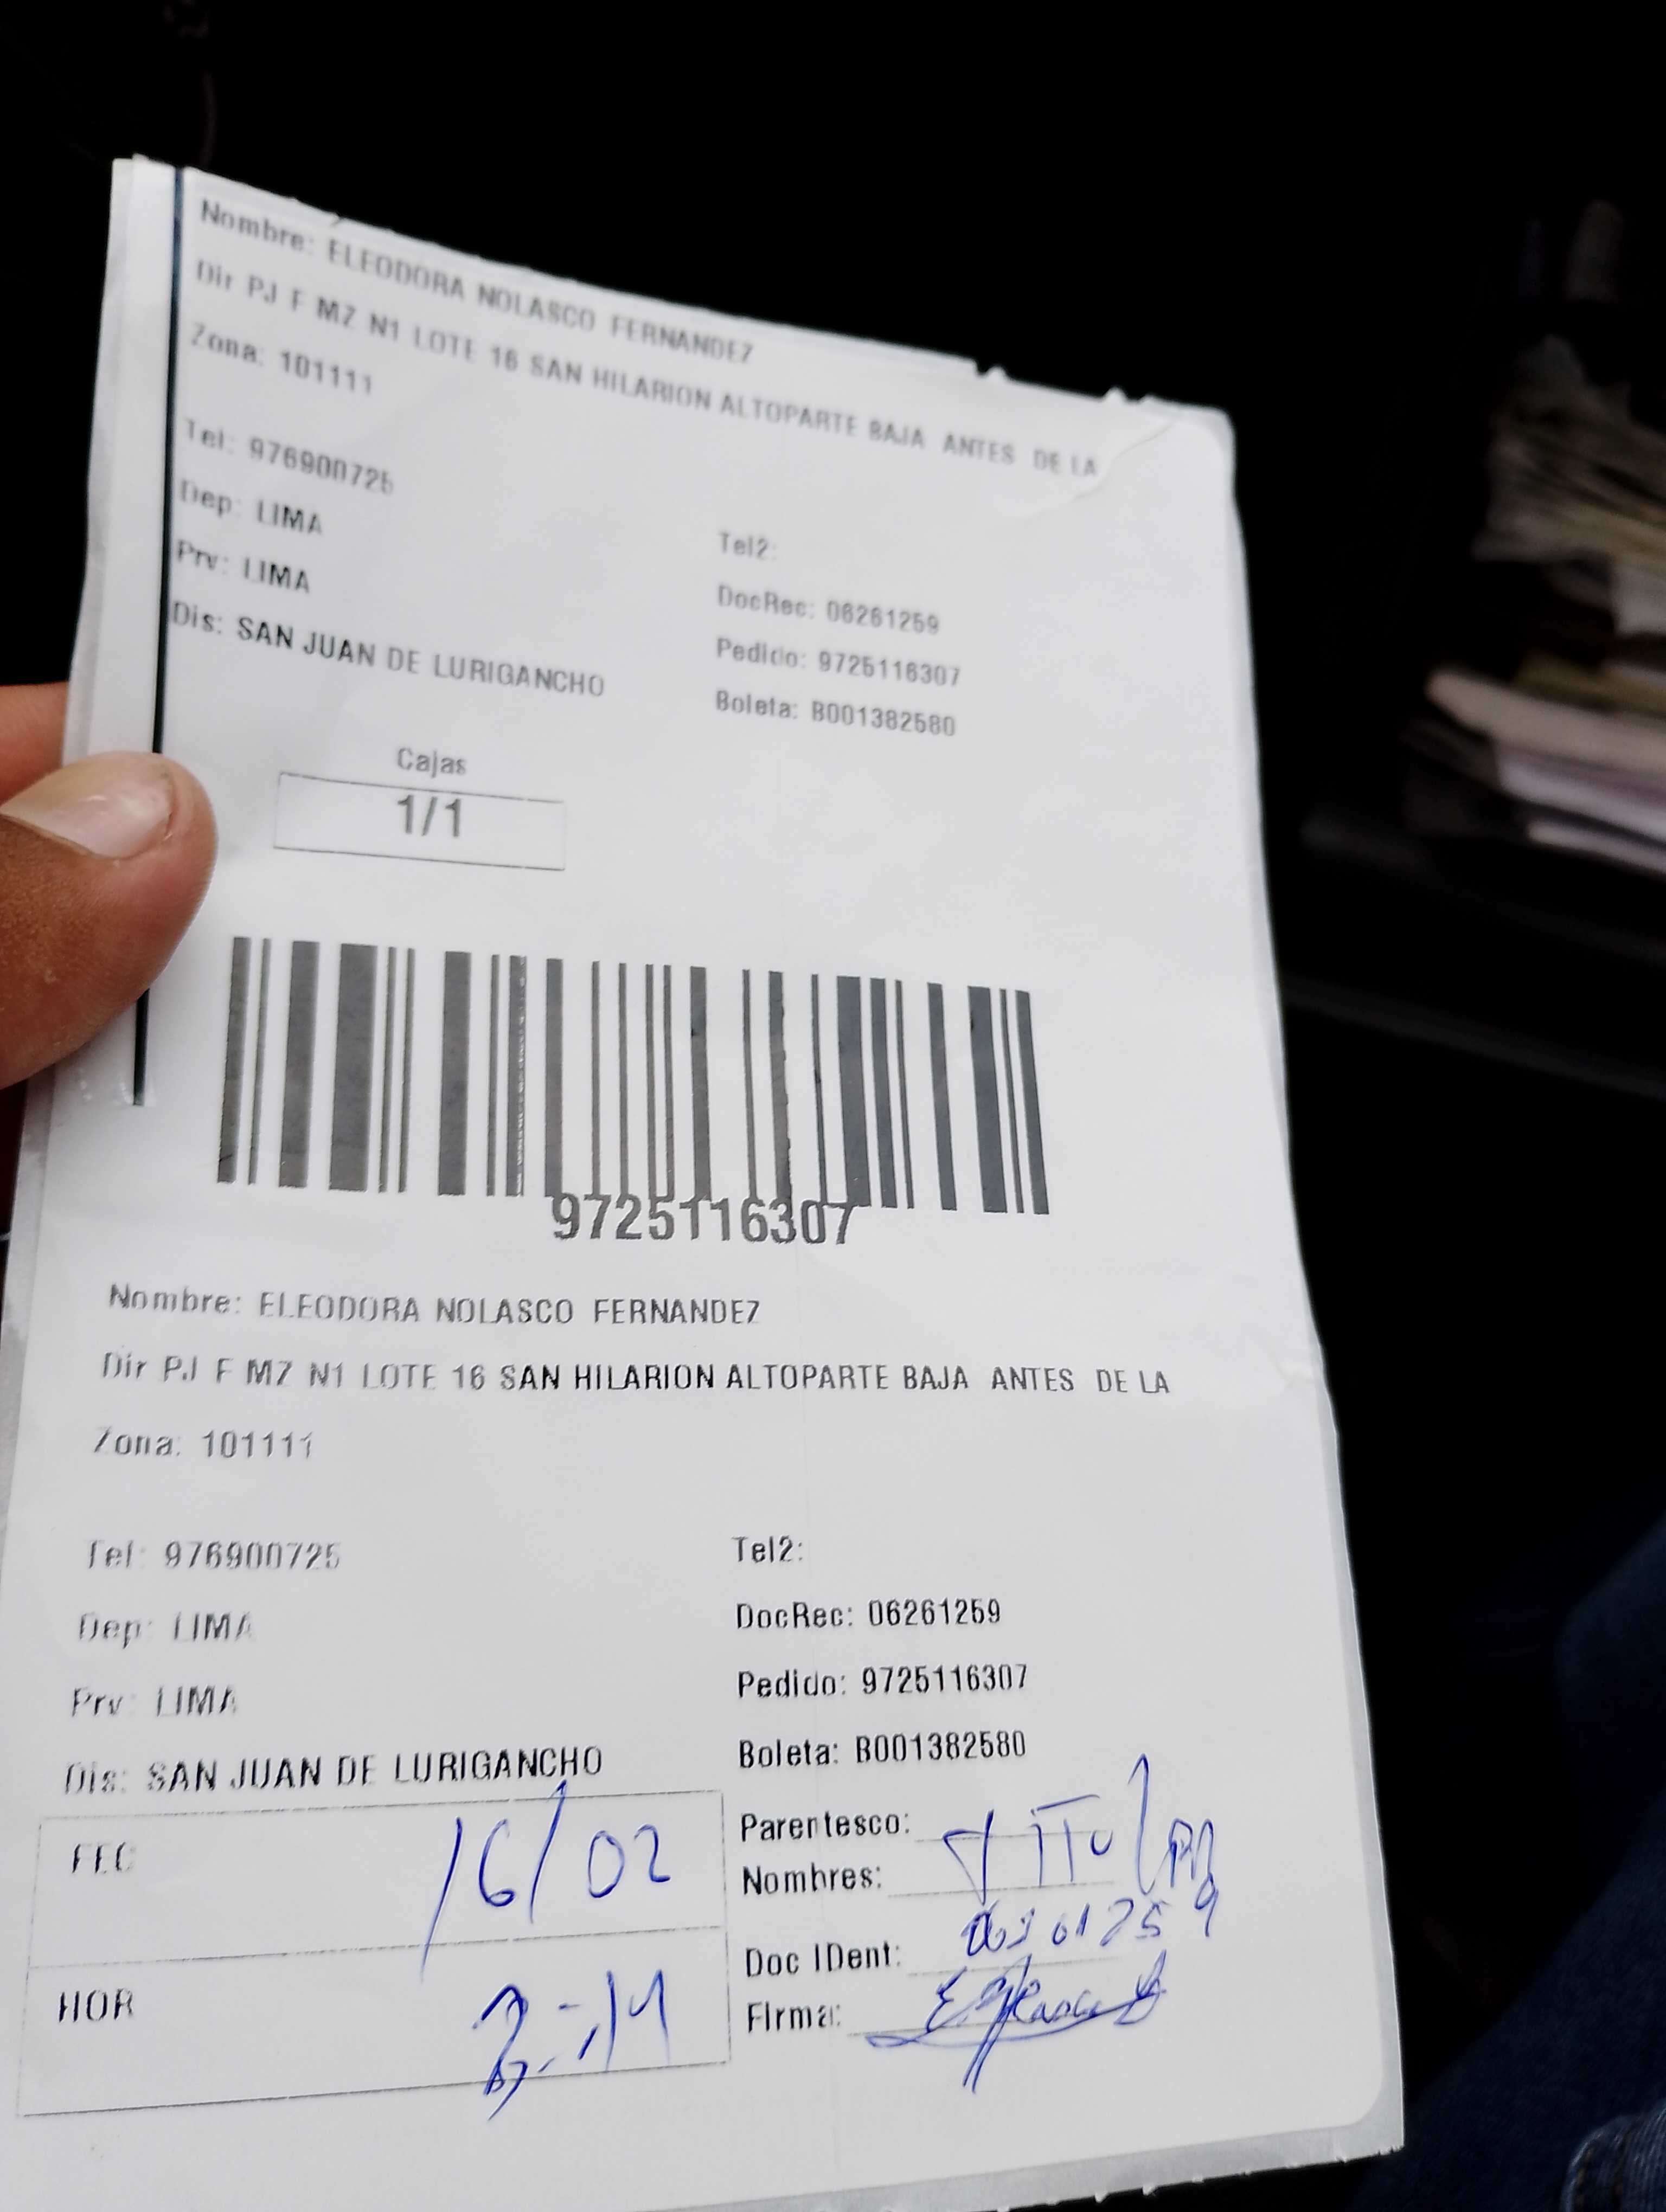 Nombre: ELEODORA NOLASCO FERNANDEZ
Dir PJ F MZ N1 LOTE 16 SAN HILARION ALTOPARTE BAJA ANTES DE LA
Zona: 101111
Tel: 976900725
Tel2:
Dep: LIMA
DocRec: 06261259
Prv: LIMA
Pedido: 9725116307
Dis: SAN JUAN DE LURIGANCHO
Boleta: B001382580
Cajas
1/1
9725116307
Nombre: ELEODORA NOLASCO FERNANDEZ
Dir PJ F MZ N1 LOTE 16 SAN HILARION ALTOPARTE BAJA ANTES DE LA
Zona: 101111
Tel: 976900725
Tel2:
Dep: LIMA
DocRec: 06261259
Prv: LIMA
Pedido: 9725116307
Dis: SAN JUAN DE LURIGANCHO
Boleta: B001382580
FEC 16/02
Parentesco: TITULAR
Nombres:
Doc IDent:
HOR
Firma: